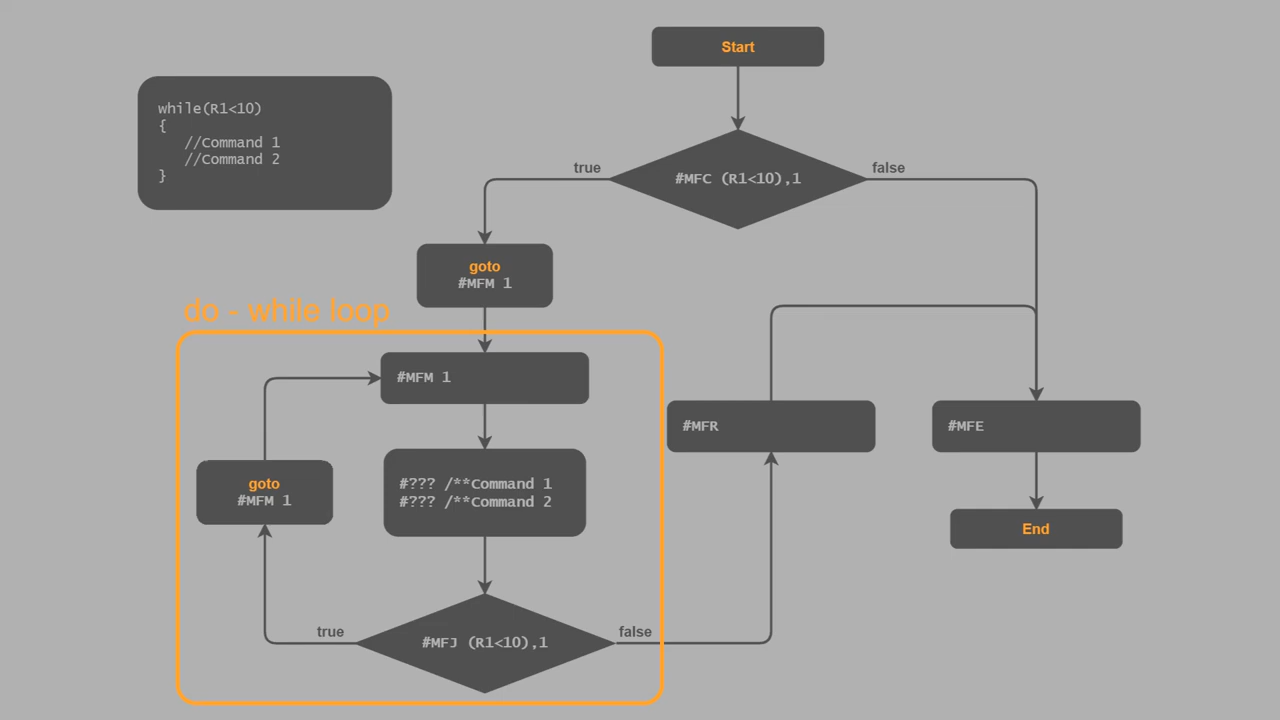 Start
while(R1<10)
{
//Command 1
//Command 2
}
true
false
#MFC (R1<10),1
goto
#MFM 1
do - while loop
#MFM 1
#MFR
#MFE
goto
#MFM 1
#??? /**Command 1
#??? /**Command 2
End
true
false
#MFJ (R1<10),1